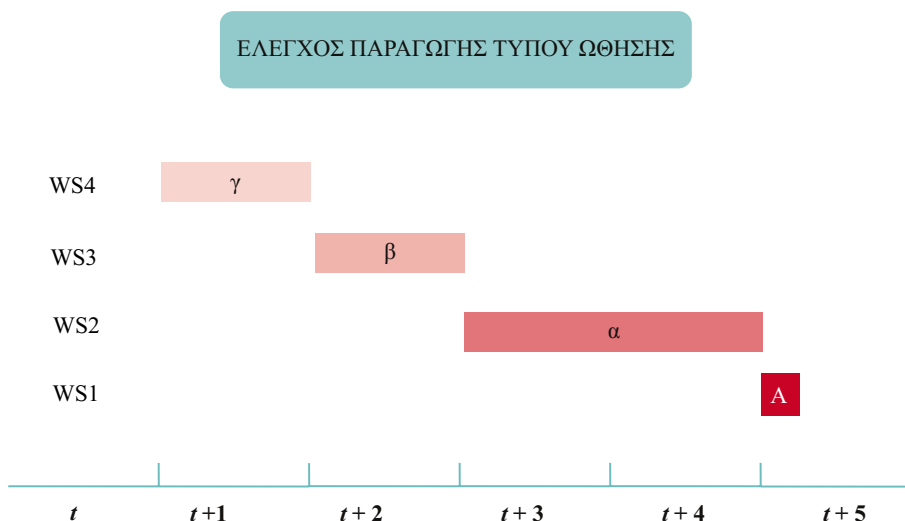 ΕΛΕΓΧΟΣ ΠΑΡΑΓΩΓΗΣ ΤΥΠΟΥ ΩΘΗΣΗΣ
WS4 γ
WS3 β
WS2 α
WS1 A
t t+1 t + 2 t + 3 t + 4 t + 5